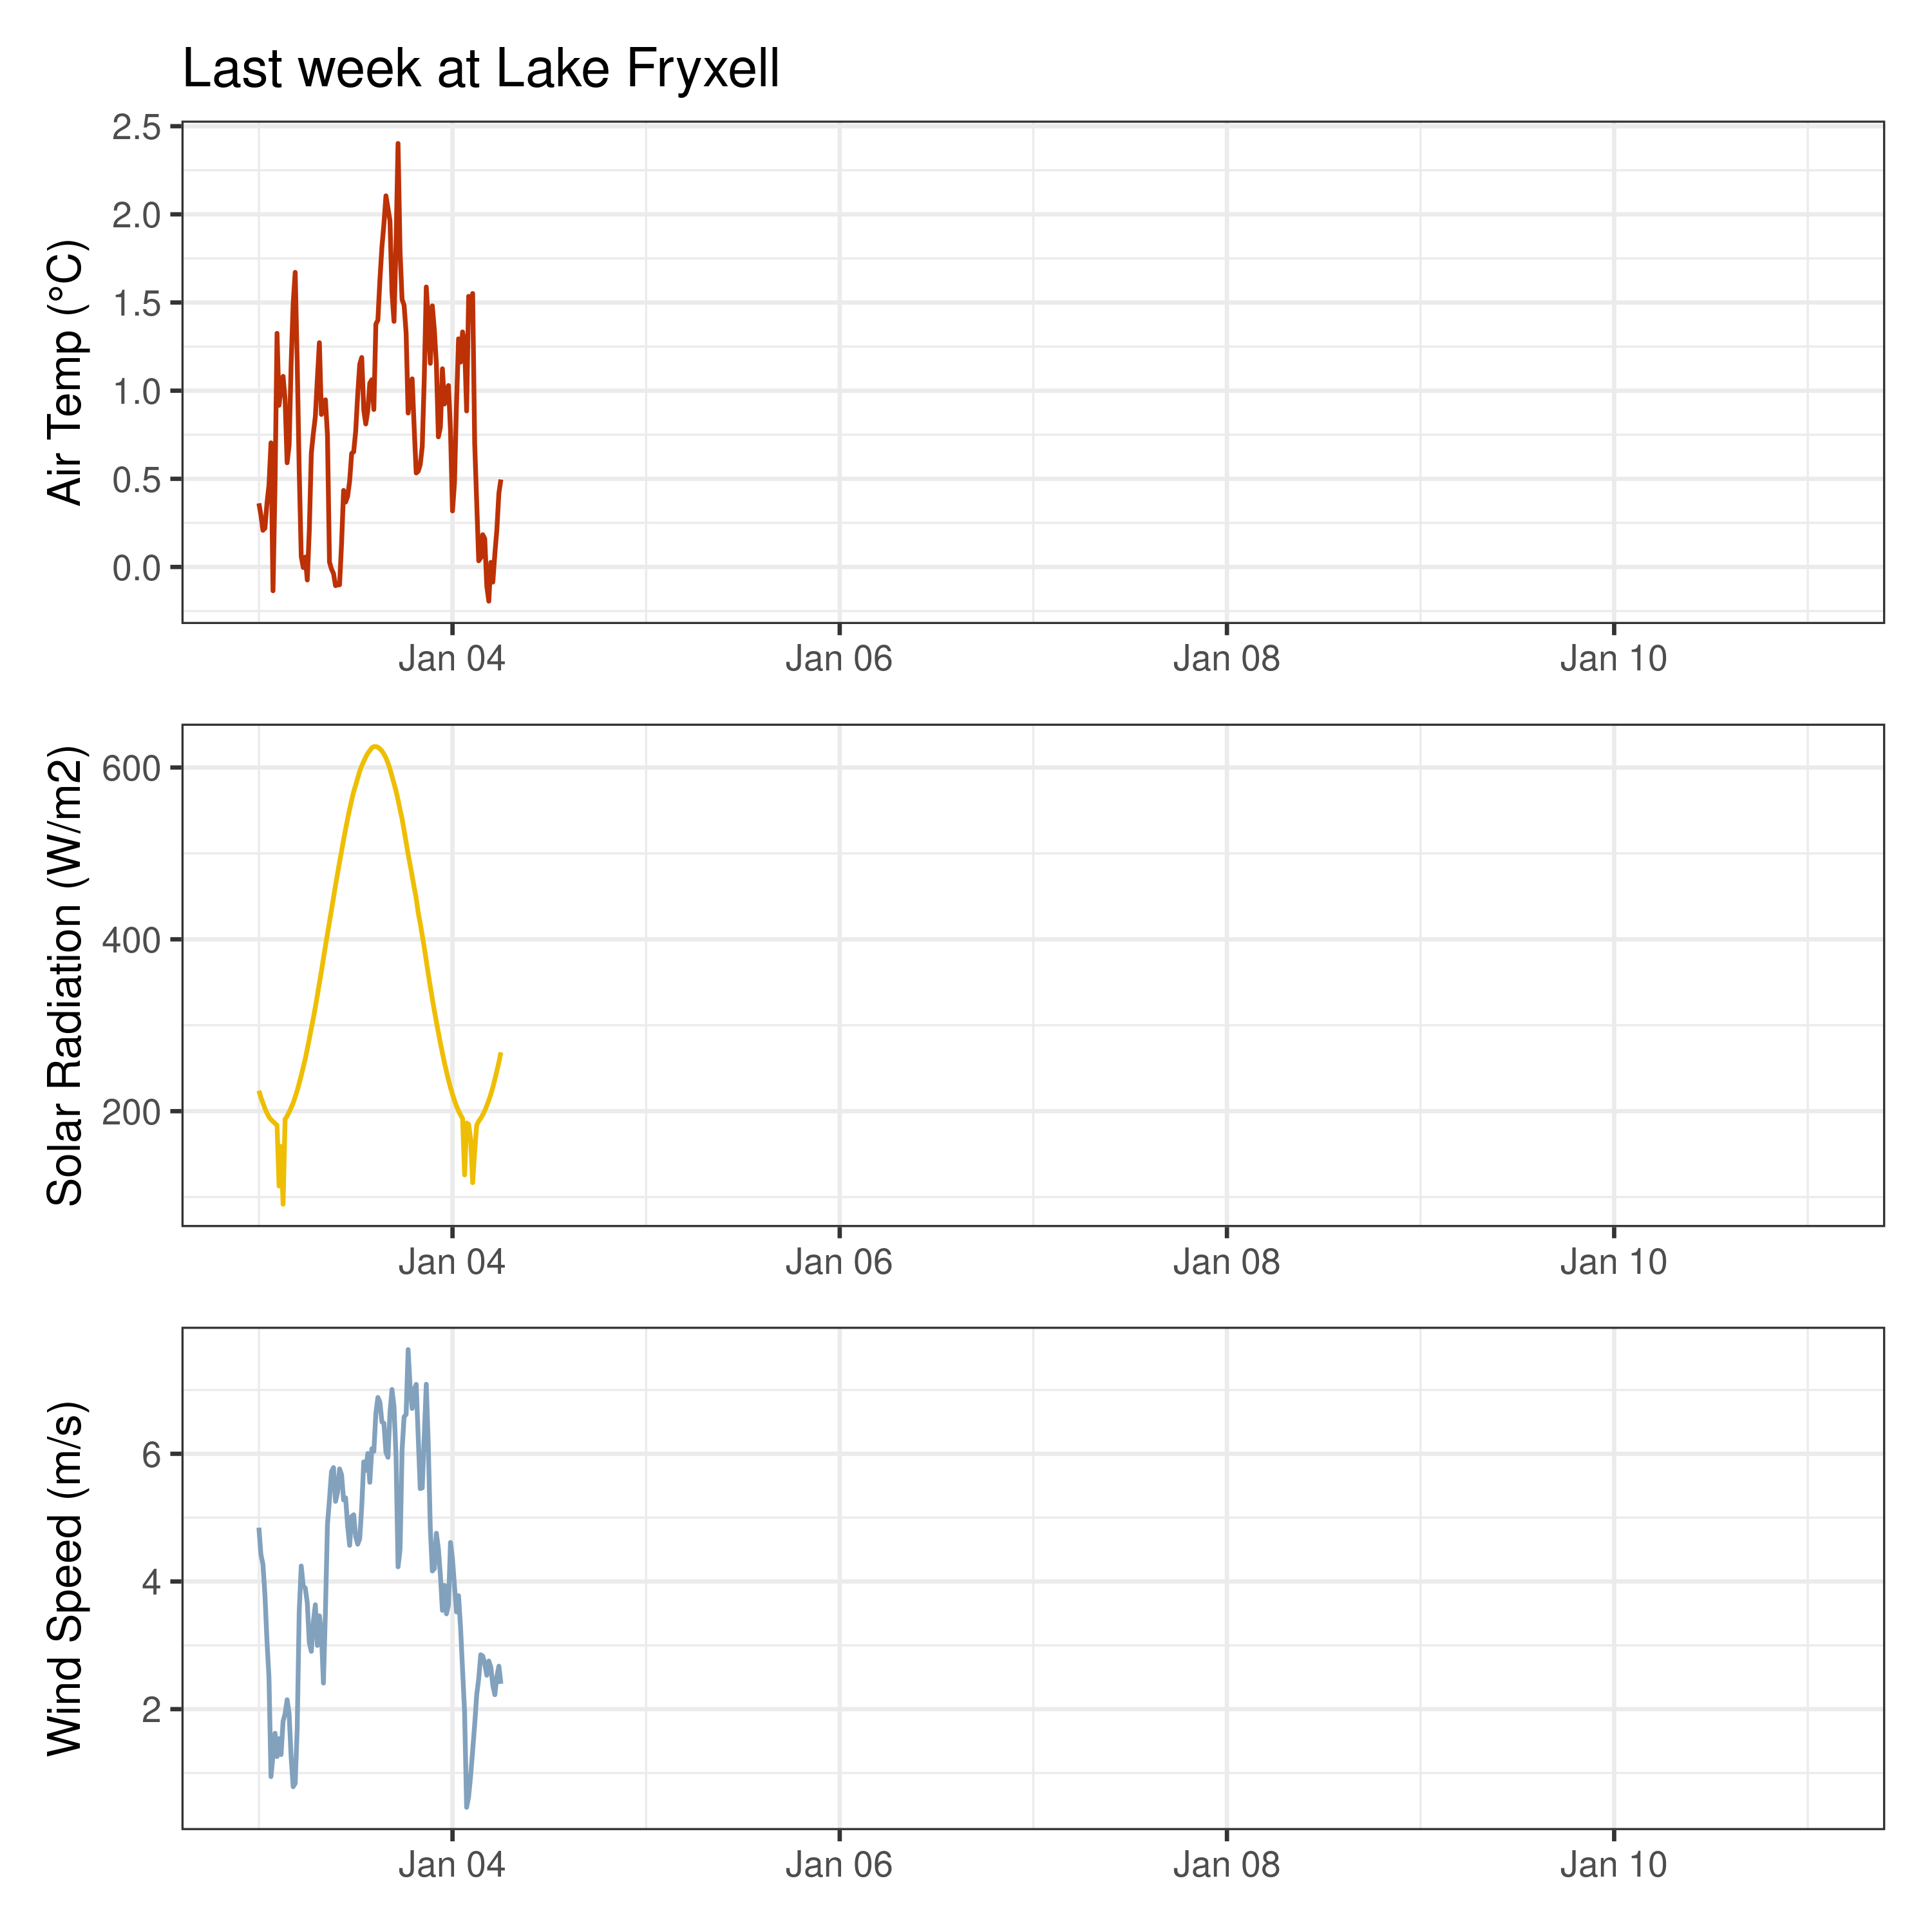 Last week at Lake Fryxell
Air Temp (°C)
2.5
2.0
1.5
1.0
0.5
0.0
Jan 04 Jan 06 Jan 08 Jan 10
Solar Radiation (W/m2)
600
400
200
Jan 04 Jan 06 Jan 08 Jan 10
Wind Speed (m/s)
6
4
2
Jan 04 Jan 06 Jan 08 Jan 10